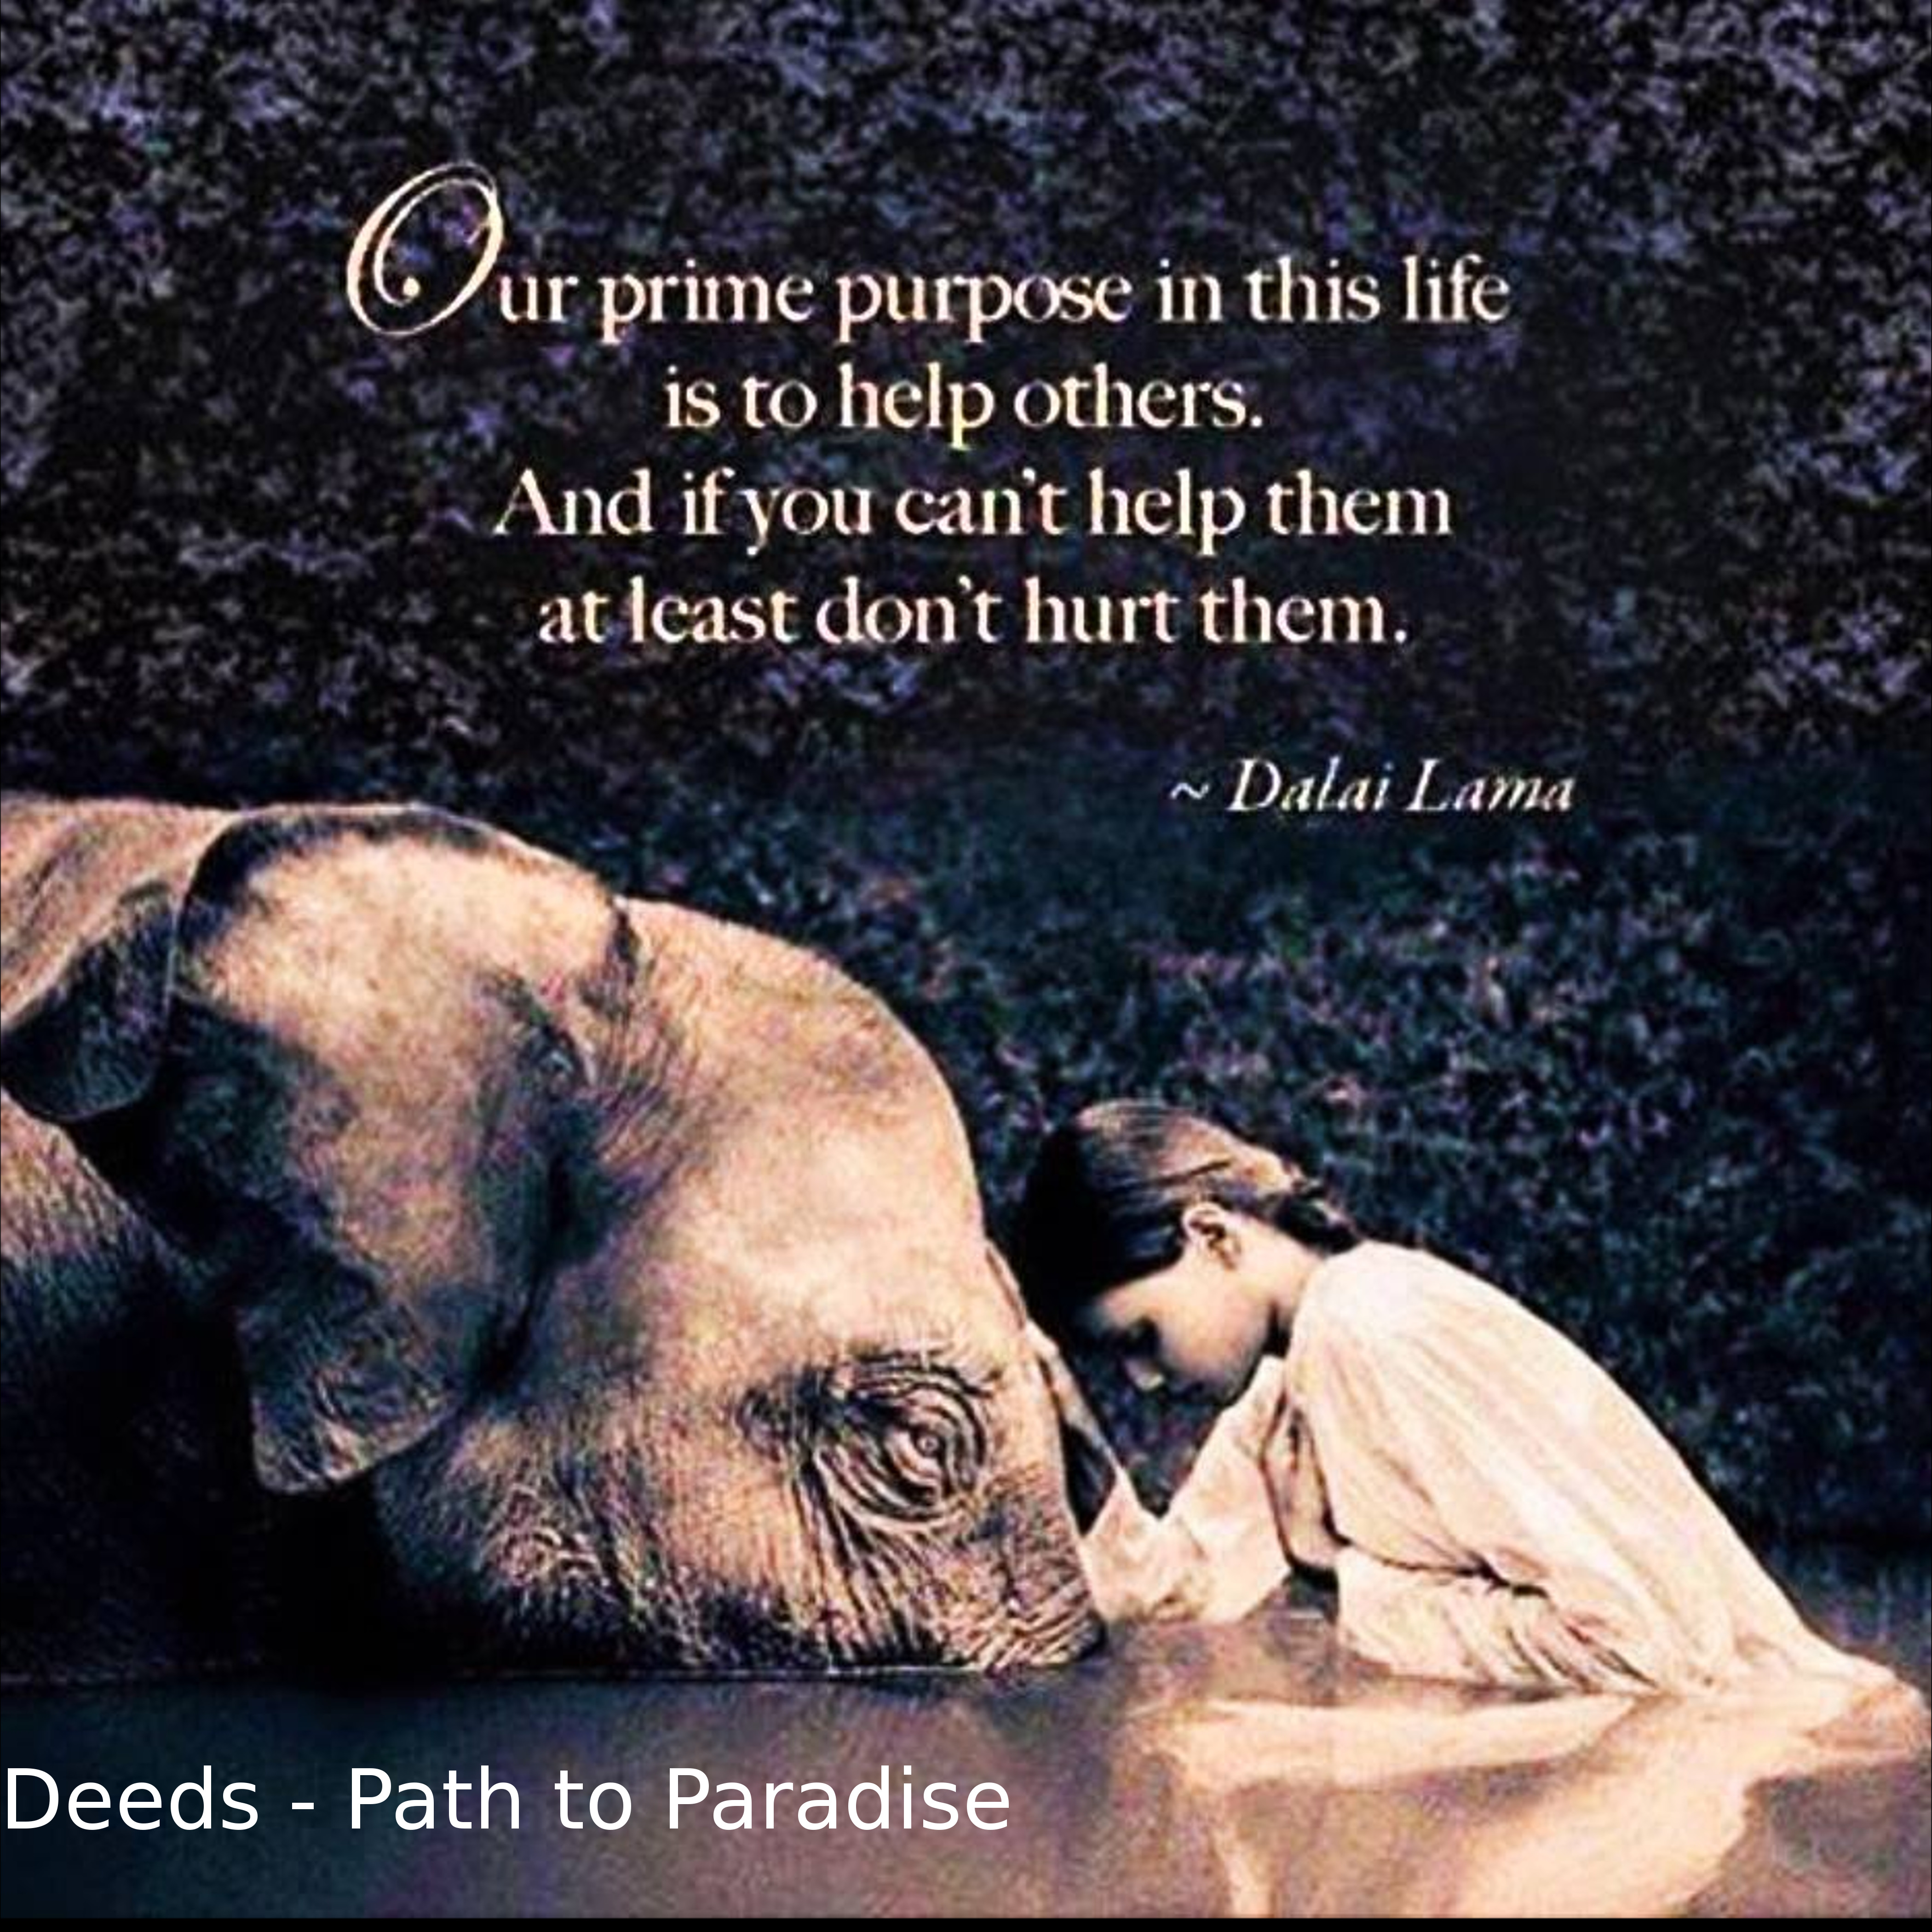 Our prime purpose in this life
is to help others.
And if you can't help them
at least don't hurt them.
~ Dalai Lama
Deeds - Path to Paradise